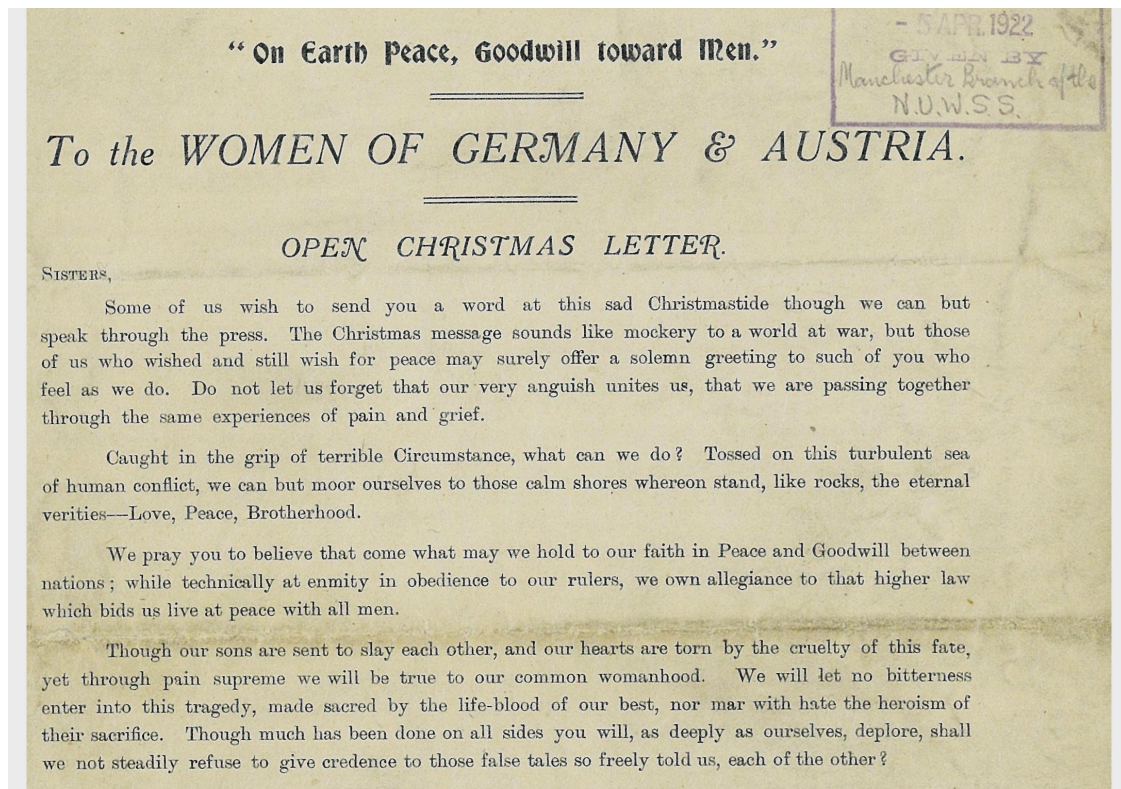 - 5 APR. 1922
GIVEN BY
Manchester Branch of the
N.U.W.S.S.
“On Earth Peace, Goodwill toward Men.”
To the WOMEN OF GERMANY & AUSTRIA.
OPEN CHRISTMAS LETTER.
SISTERS,
Some of us wish to send you a word at this sad Christmastide though we can but
speak through the press. The Christmas message sounds like mockery to a world at war, but those
of us who wished and still wish for peace may surely offer a solemn greeting to such of you who
feel as we do. Do not let us forget that our very anguish unites us, that we are passing together
through the same experiences of pain and grief.
Caught in the grip of terrible Circumstance, what can we do? Tossed on this turbulent sea
of human conflict, we can but moor ourselves to those calm shores whereon stand, like rocks, the eternal
verities—Love, Peace, Brotherhood.
We pray you to believe that come what may we hold to our faith in Peace and Goodwill between
nations; while technically at enmity in obedience to our rulers, we own allegiance to that higher law
which bids us live at peace with all men.
Though our sons are sent to slay each other, and our hearts are torn by the cruelty of this fate,
yet through pain supreme we will be true to our common womanhood. We will let no bitterness
enter into this tragedy, made sacred by the life-blood of our best, nor mar with hate the heroism of
their sacrifice. Though much has been done on all sides you will, as deeply as ourselves, deplore, shall
we not steadily refuse to give credence to those false tales so freely told us, each of the other?